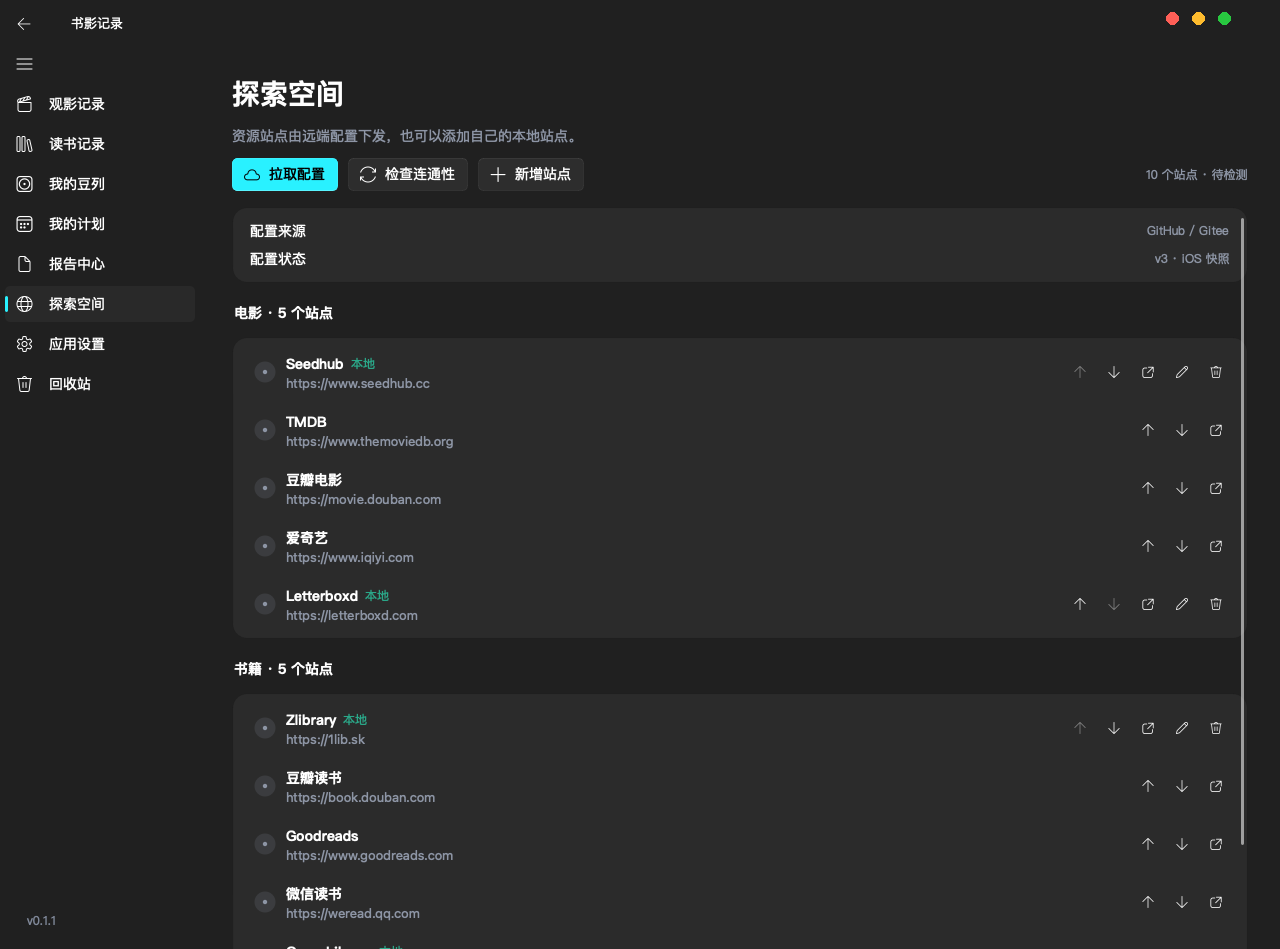 书影记录
观影记录
读书记录
我的豆列
我的计划
报告中心
探索空间
应用设置
回收站
v0.1.1
探索空间
资源站点由远端配置下发，也可以添加自己的本地站点。
拉取配置 检查连通性 新增站点 10 个站点 · 待检测
配置来源 GitHub / Gitee
配置状态 v3 · iOS 快照
电影 · 5 个站点
Seedhub 本地
https://www.seedhub.cc
TMDB
https://www.themoviedb.org
豆瓣电影
https://movie.douban.com
爱奇艺
https://www.iqiyi.com
Letterboxd 本地
https://letterboxd.com
书籍 · 5 个站点
Zlibrary 本地
https://1lib.sk
豆瓣读书
https://book.douban.com
Goodreads
https://www.goodreads.com
微信读书
https://weread.qq.com